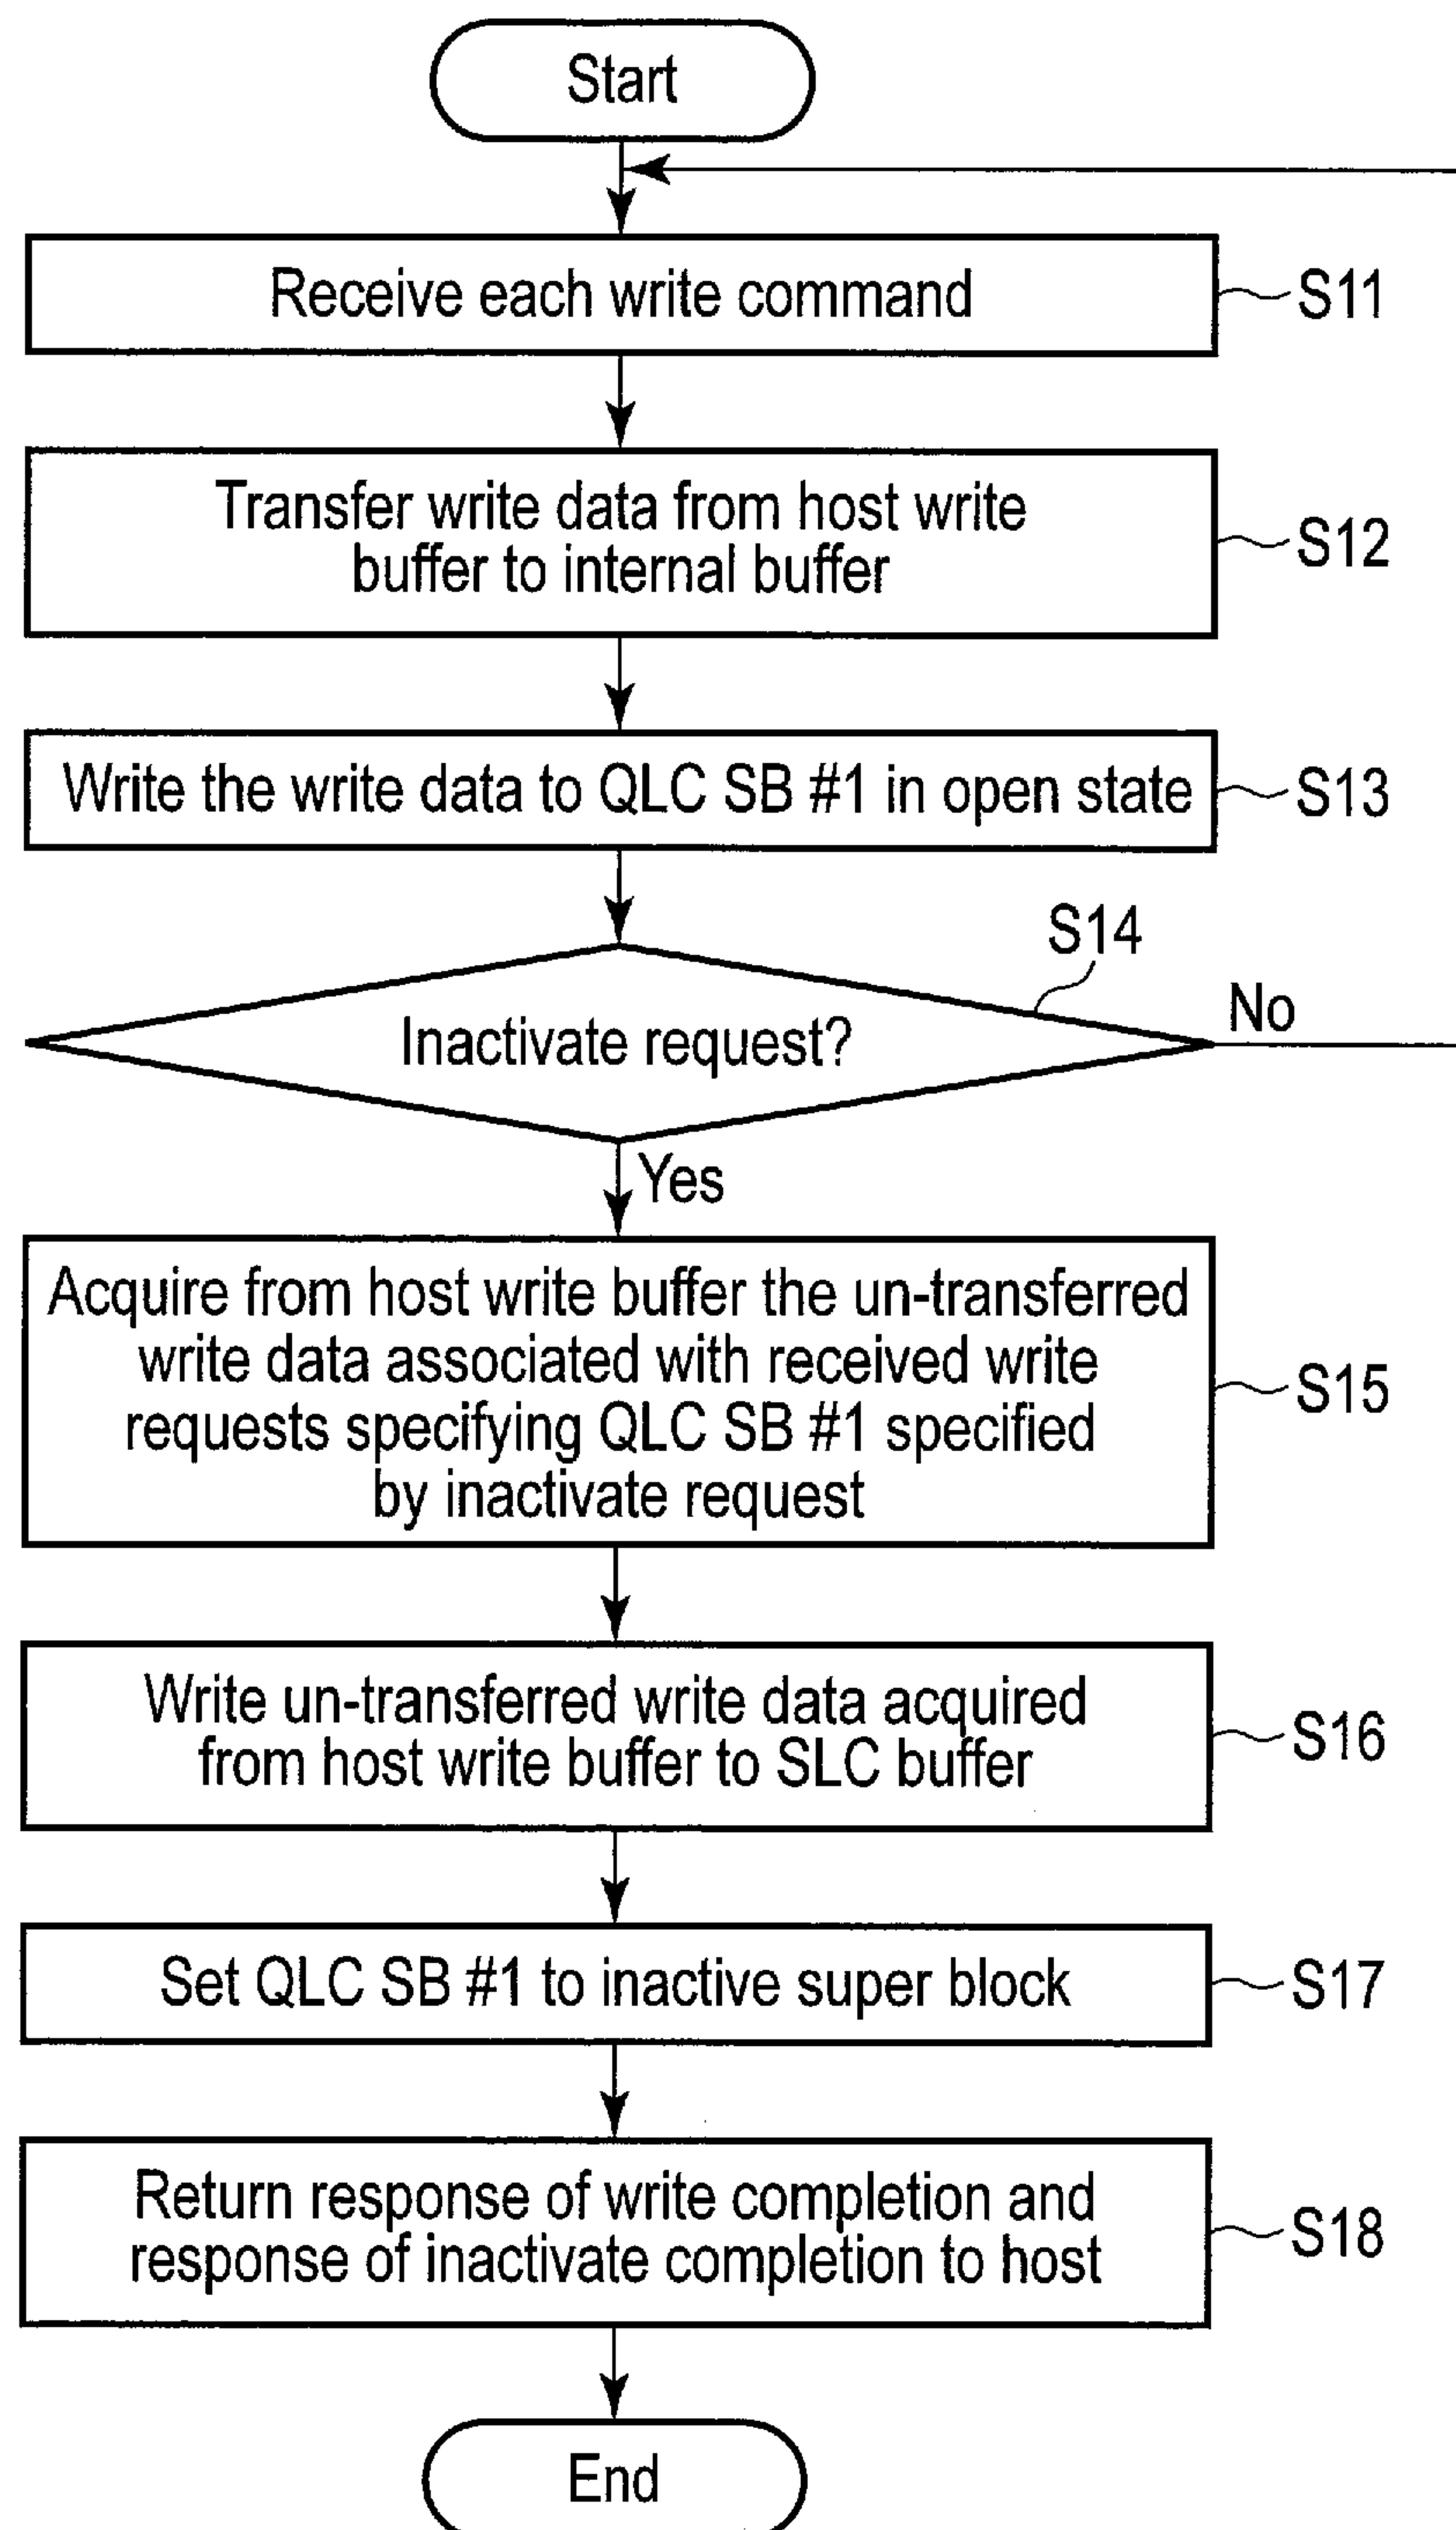 Start
Receive each write command
S11
Transfer write data from host write
buffer to internal buffer
S12
Write the write data to QLC SB #1 in open state
S13
S14
Inactivate request?
No
Yes
Acquire from host write buffer the un-transferred
write data associated with received write
requests specifying QLC SB #1 specified
by inactivate request
S15
Write un-transferred write data acquired
from host write buffer to SLC buffer
S16
Set QLC SB #1 to inactive super block
S17
Return response of write completion and
response of inactivate completion to host
S18
End